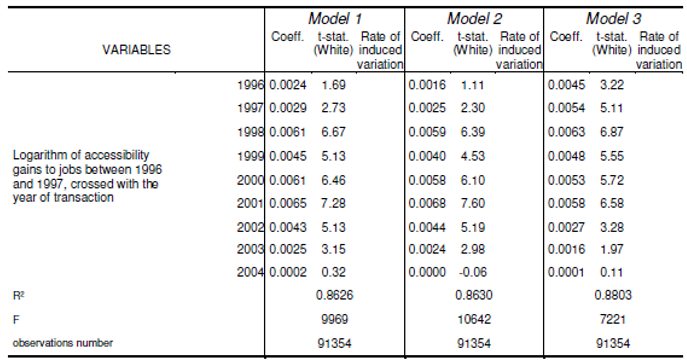 Model 1 Model 2 Model 3
VARIABLES Coeff. t-stat. (White) Rate of induced variation Coeff. t-stat. (White) Rate of induced variation Coeff. t-stat. (White) Rate of induced variation
Logarithm of accessibility
gains to jobs between 1996
and 1997, crossed with the
year of transaction
1996 0.0024 1.69 0.0016 1.11 0.0045 3.22
1997 0.0029 2.73 0.0025 2.30 0.0054 5.11
1998 0.0061 6.67 0.0059 6.39 0.0063 6.87
1999 0.0045 5.13 0.0040 4.53 0.0048 5.55
2000 0.0061 6.46 0.0058 6.10 0.0053 5.72
2001 0.0065 7.28 0.0068 7.60 0.0058 6.58
2002 0.0043 5.13 0.0044 5.19 0.0027 3.28
2003 0.0025 3.15 0.0024 2.98 0.0016 1.97
2004 0.0002 0.32 0.0000 -0.06 0.0001 0.11
R² 0.8626 0.8630 0.8803
F 9969 10642 7221
observations number 91354 91354 91354